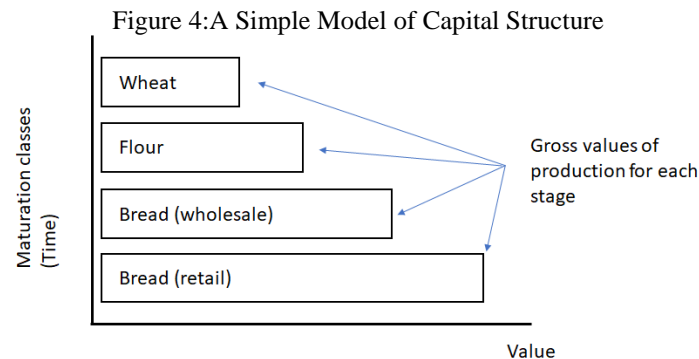 Figure 4:A Simple Model of Capital Structure
Maturation classes
(Time)
Wheat
Flour
Bread (wholesale)
Bread (retail)
Gross values of
production for each
stage
Value